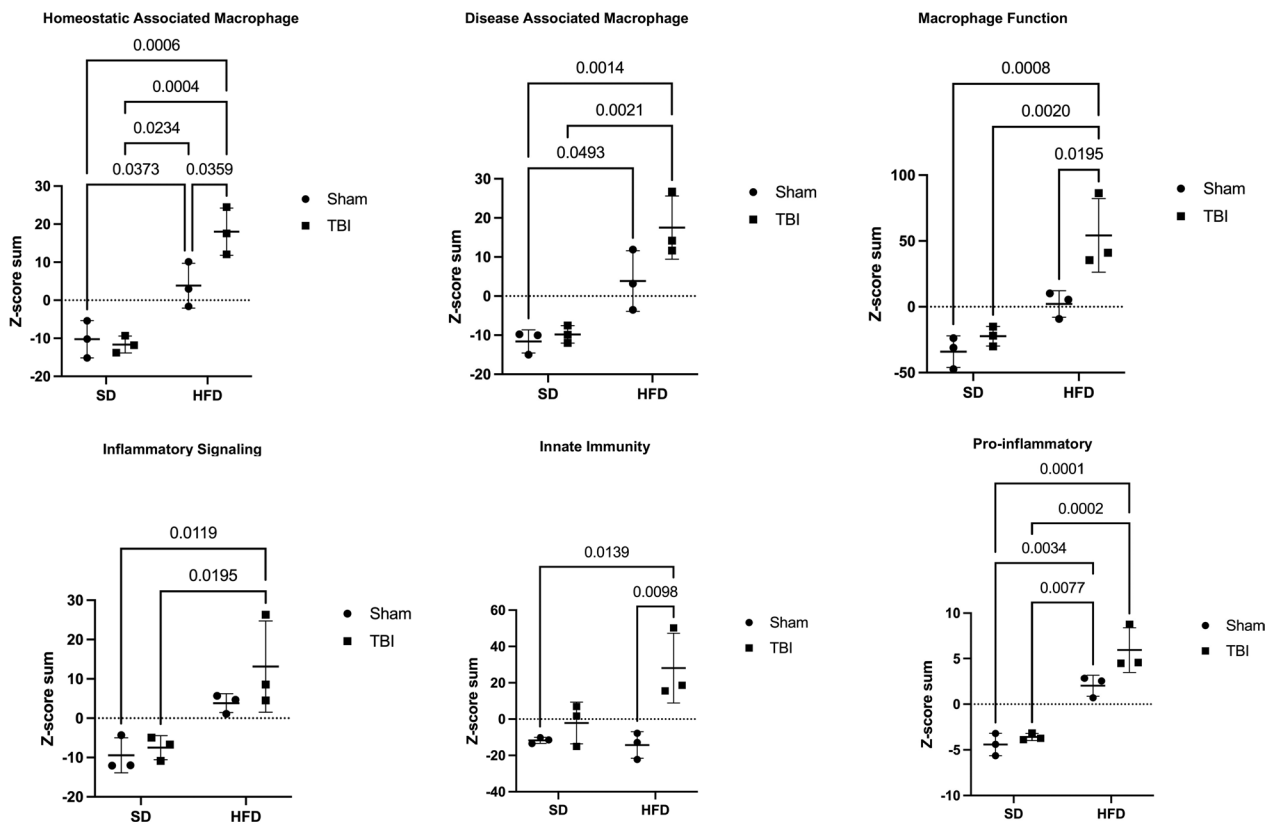 Homeostatic Associated Macrophage
0.0006
0.0004
0.0234
0.0373
0.0359
30
20
10
0
-10
-20
Z-score sum
SD
HFD
Sham
TBI
Disease Associated Macrophage
0.0014
0.0021
0.0493
30
20
10
0
-10
-20
Z-score sum
SD
HFD
Sham
TBI
Macrophage Function
0.0008
0.0020
0.0195
100
50
0
-50
Z-score sum
SD
HFD
Sham
TBI
Inflammatory Signaling
0.0119
0.0195
30
20
10
0
-10
-20
Z-score sum
SD
HFD
Sham
TBI
Innate Immunity
0.0139
0.0098
60
40
20
0
-20
-40
Z-score sum
SD
HFD
Sham
TBI
Pro-inflammatory
0.0001
0.0002
0.0034
0.0077
10
5
0
-5
-10
Z-score sum
SD
HFD
Sham
TBI